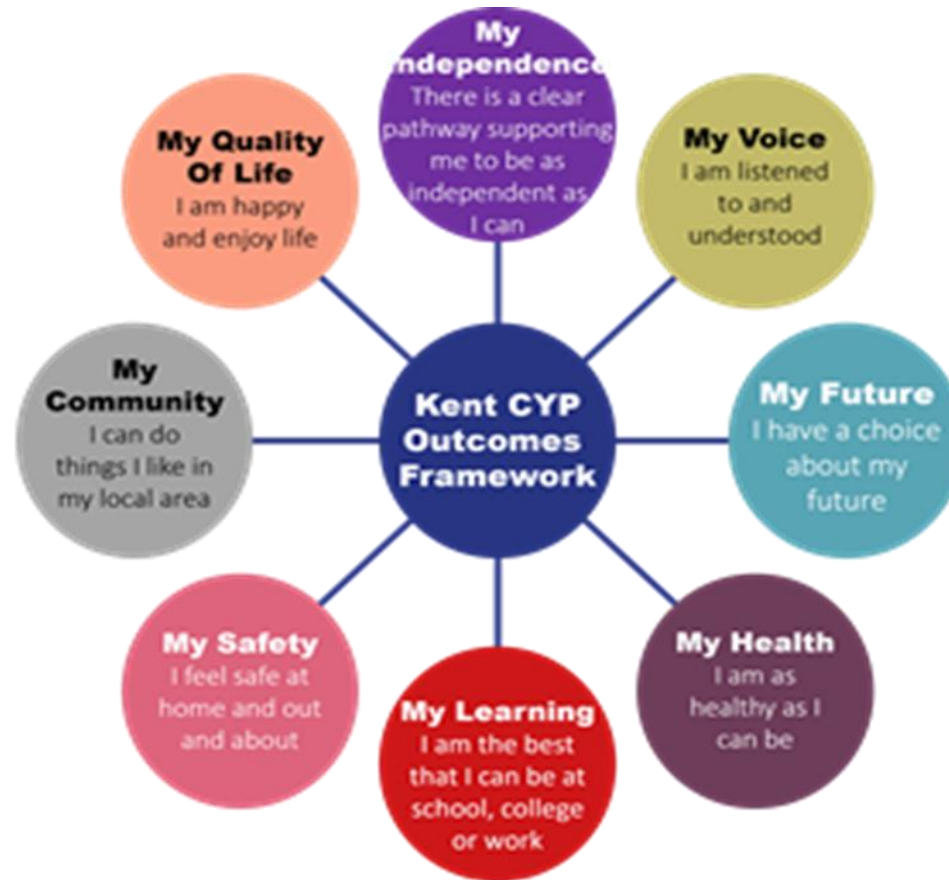 My
Independence
There is a clear
pathway supporting
me to be as
independent as
I can
My Voice
I am listened
to and
understood
My Future
I have a choice
about my
future
My Health
I am as
healthy as I
can be
My Learning
I am the best
that I can be at
school, college
or work
My Safety
I feel safe at
home and out
and about
My
Community
I can do
things I like in
my local area
My Quality
Of Life
I am happy
and enjoy life
Kent CYP
Outcomes
Framework